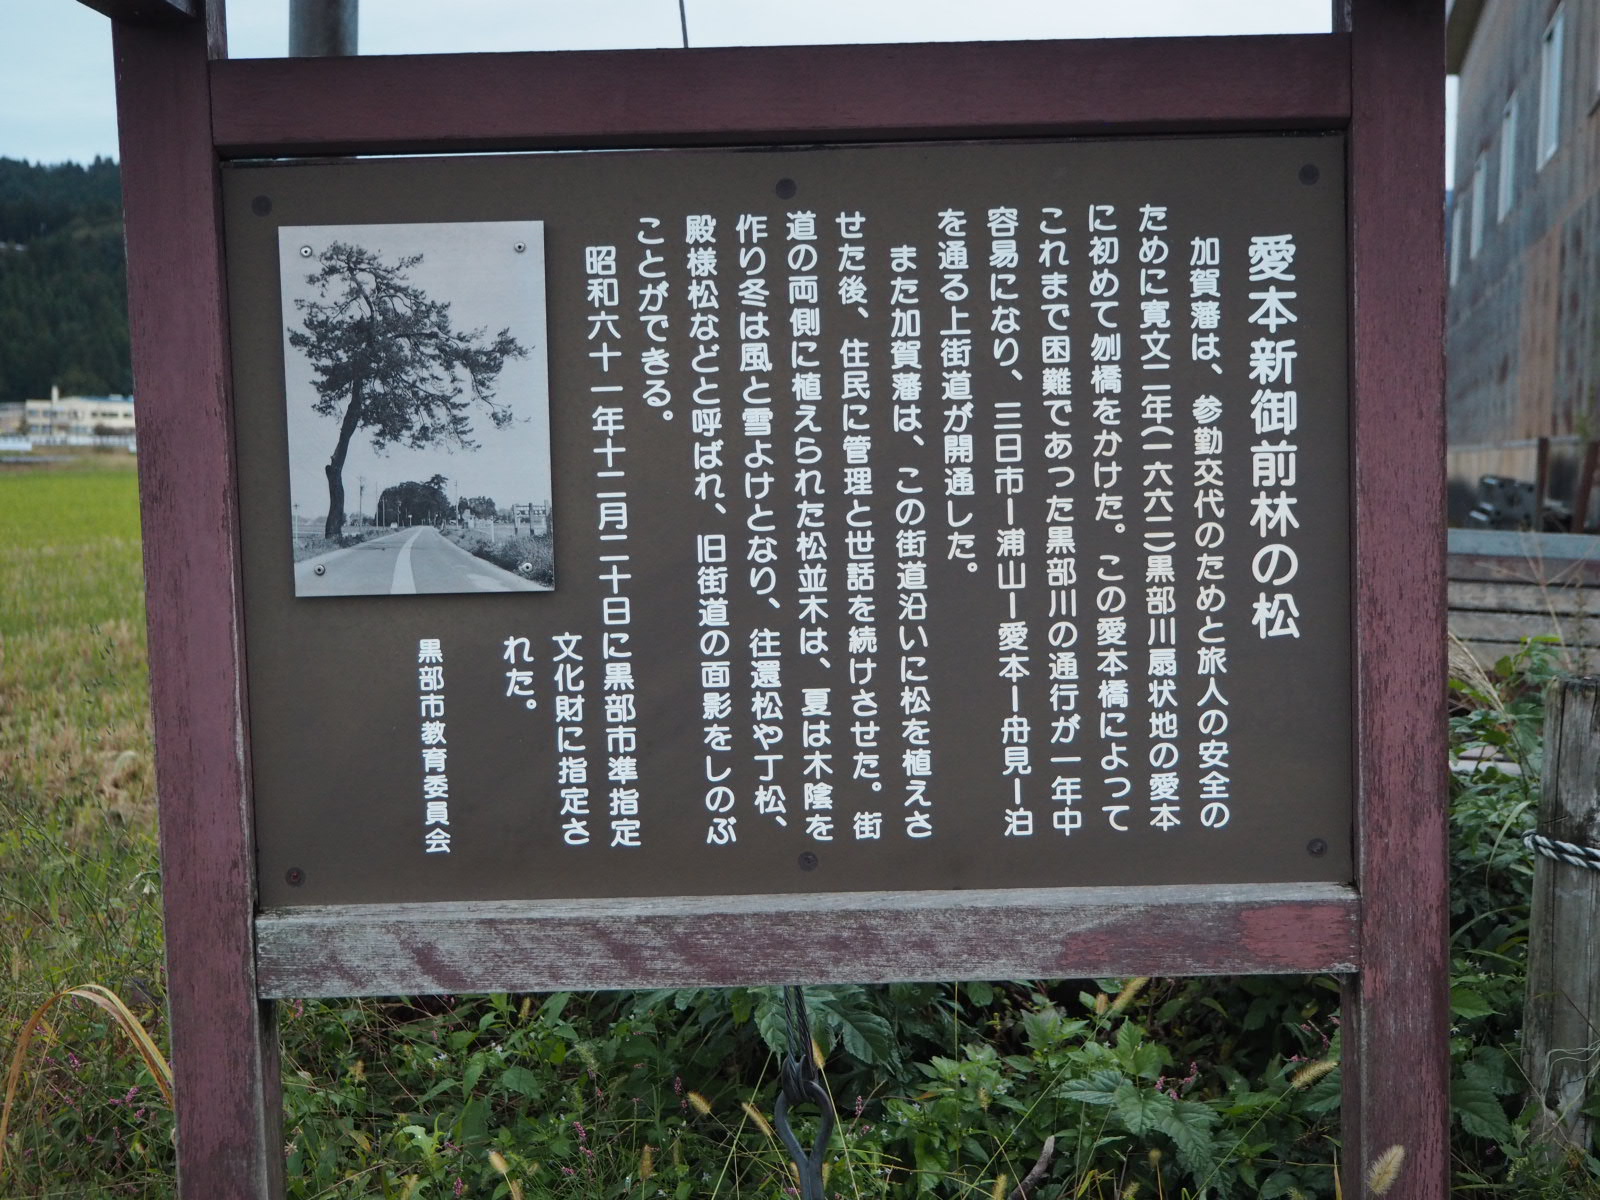 愛本新御前林の松
加賀藩は、参勤交代のためと旅人の安全の
ために寛文二年(一六六二)黒部川扇状地の愛本
に初めて刎橋をかけた。この愛本橋によって
これまで困難であった黒部川の通行が一年中
容易になり、三日市ー浦山ー愛本ー舟見ー泊
を通る上街道が開通した。
また加賀藩は、この街道沿いに松を植えさ
せた後、住民に管理と世話を続けさせた。街
道の両側に植えられた松並木は、夏は木陰を
作り冬は風と雪よけとなり、往還松や丁松、
殿様松などと呼ばれ、旧街道の面影をしのぶ
ことができる。
昭和六十一年十二月二十日に黒部市準指定
文化財に指定さ
れた。
黒部市教育委員会